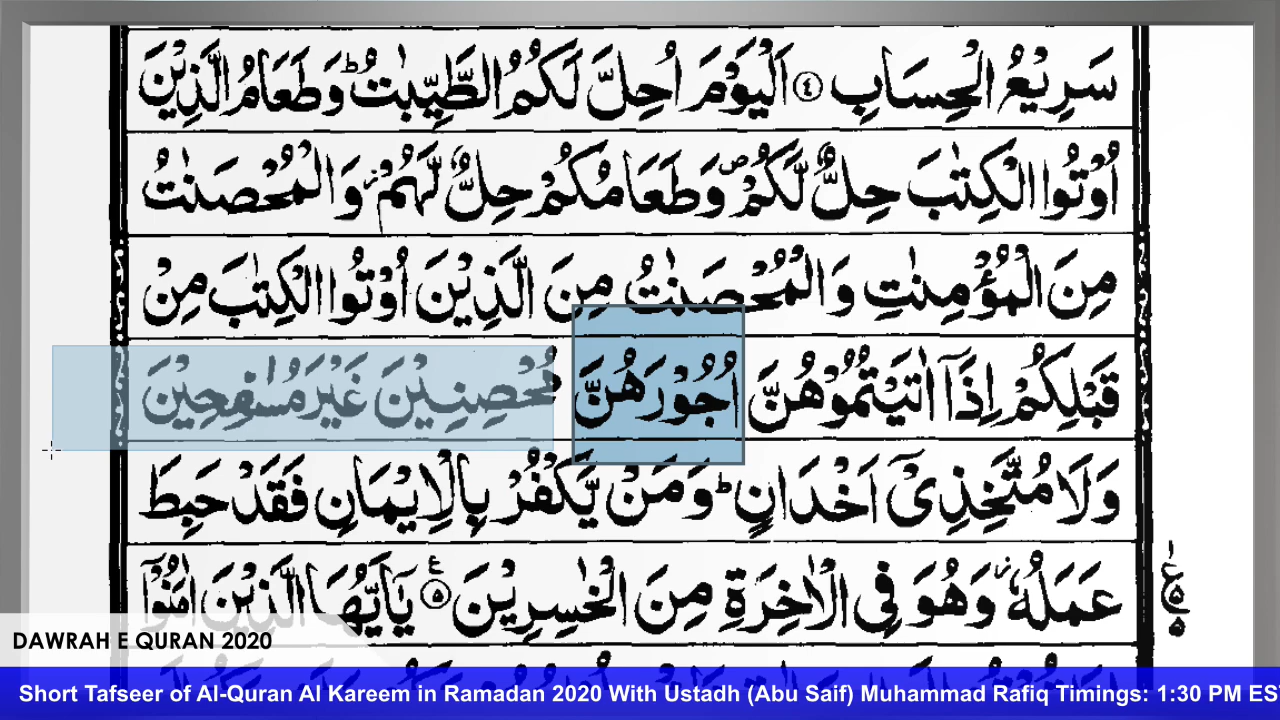 سَرِيْعُ الْحِسَابِ ﴿٤﴾ اَلْيَوْمَ اُحِلَّ لَكُمُ الطَّيِّبٰتُ ؕ وَطَعَامُ الَّذِيْنَ
اُوْتُوا الْكِتٰبَ حِلٌّ لَّكُمْ ۪ وَطَعَامُكُمْ حِلٌّ لَّهُمْ ۫ وَالْمُحْصَنٰتُ
مِنَ الْمُؤْمِنٰتِ وَالْمُحْصَنٰتُ مِنَ الَّذِيْنَ اُوْتُوا الْكِتٰبَ مِنْ
قَبْلِكُمْ اِذَاۤ اٰتَيْتُمُوْهُنَّ اُجُوْرَهُنَّ مُحْصِنِيْنَ غَيْرَ مُسٰفِحِيْنَ
وَلَا مُتَّخِذِىْۤ اَخْدَانٍ ؕ وَمَنْ يَّكْفُرْ بِالْاِيْمَانِ فَقَدْ حَبِطَ
عَمَلُهٗ ۫ وَهُوَ فِى الْاٰخِرَةِ مِنَ الْخٰسِرِيْنَ ﴿٥﴾ يٰۤاَيُّهَا الَّذِيْنَ اٰمَنُوْۤا
DAWRAH E QURAN 2020
Short Tafseer of Al-Quran Al Kareem in Ramadan 2020 With Ustadh (Abu Saif) Muhammad Rafiq Timings: 1:30 PM EST